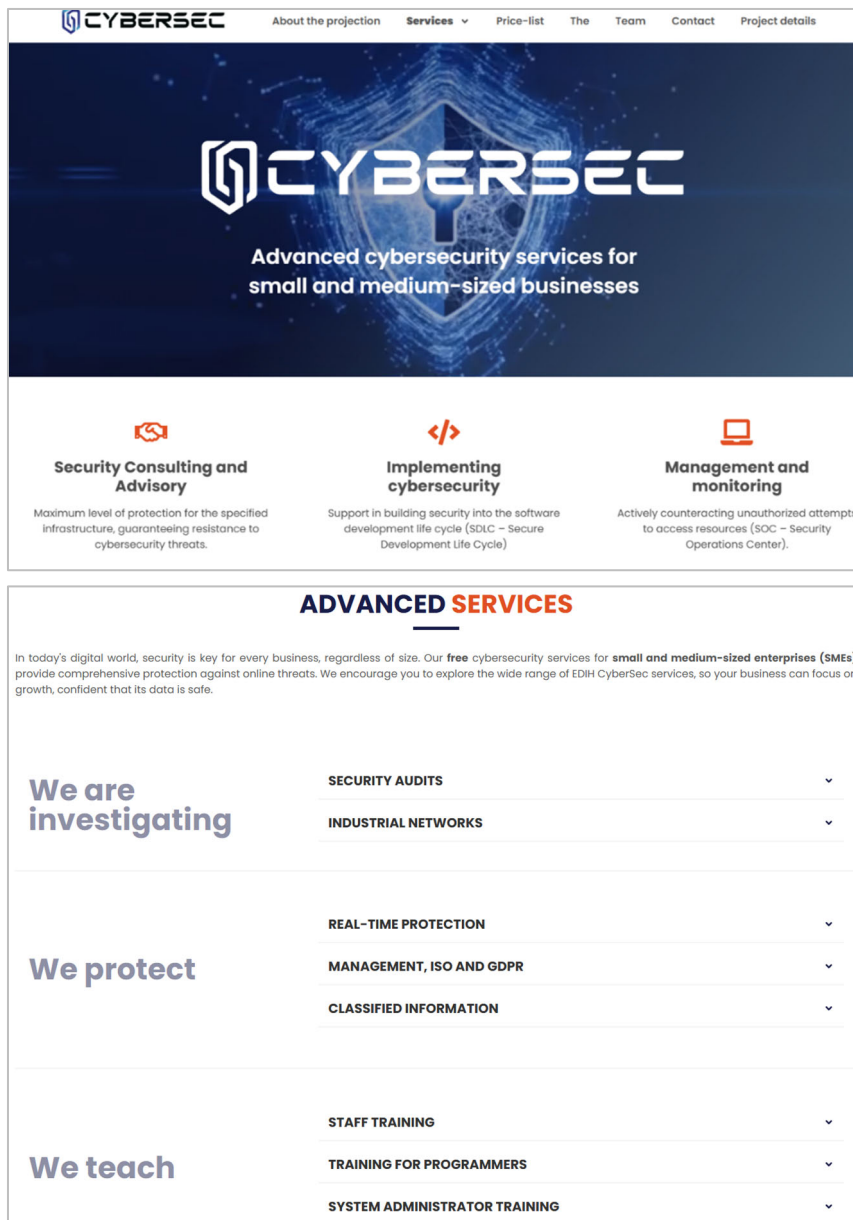 CYBERSEC
About the projection Services Price-list The Team Contact Project details
CYBERSEC
Advanced cybersecurity services for
small and medium-sized businesses
Security Consulting and
Advisory
Maximum level of protection for the specified
infrastructure, guaranteeing resistance to
cybersecurity threats.
Implementing
cybersecurity
Support in building security into the software
development life cycle (SDLC – Secure
Development Life Cycle)
Management and
monitoring
Actively counteracting unauthorized attempts
to access resources (SOC – Security
Operations Center).
ADVANCED SERVICES
In today's digital world, security is key for every business, regardless of size. Our free cybersecurity services for small and medium-sized enterprises (SMEs)
provide comprehensive protection against online threats. We encourage you to explore the wide range of EDIH CyberSec services, so your business can focus on
growth, confident that its data is safe.
We are
investigating
SECURITY AUDITS
INDUSTRIAL NETWORKS
We protect
REAL-TIME PROTECTION
MANAGEMENT, ISO AND GDPR
CLASSIFIED INFORMATION
We teach
STAFF TRAINING
TRAINING FOR PROGRAMMERS
SYSTEM ADMINISTRATOR TRAINING